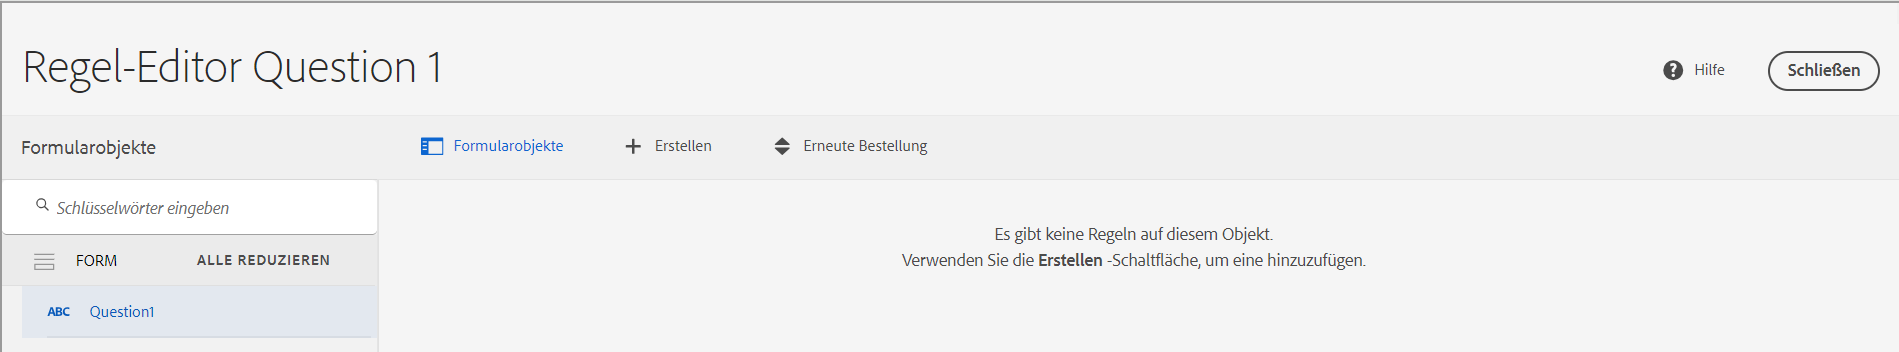 Regel-Editor Question 1
Hilfe
Schließen
Formularobjekte
Formularobjekte
Erstellen
Erneute Bestellung
Schlüsselwörter eingeben
FORM
ALLE REDUZIEREN
ABC
Question1
Es gibt keine Regeln auf diesem Objekt.
Verwenden Sie die Erstellen -Schaltfläche, um eine hinzuzufügen.